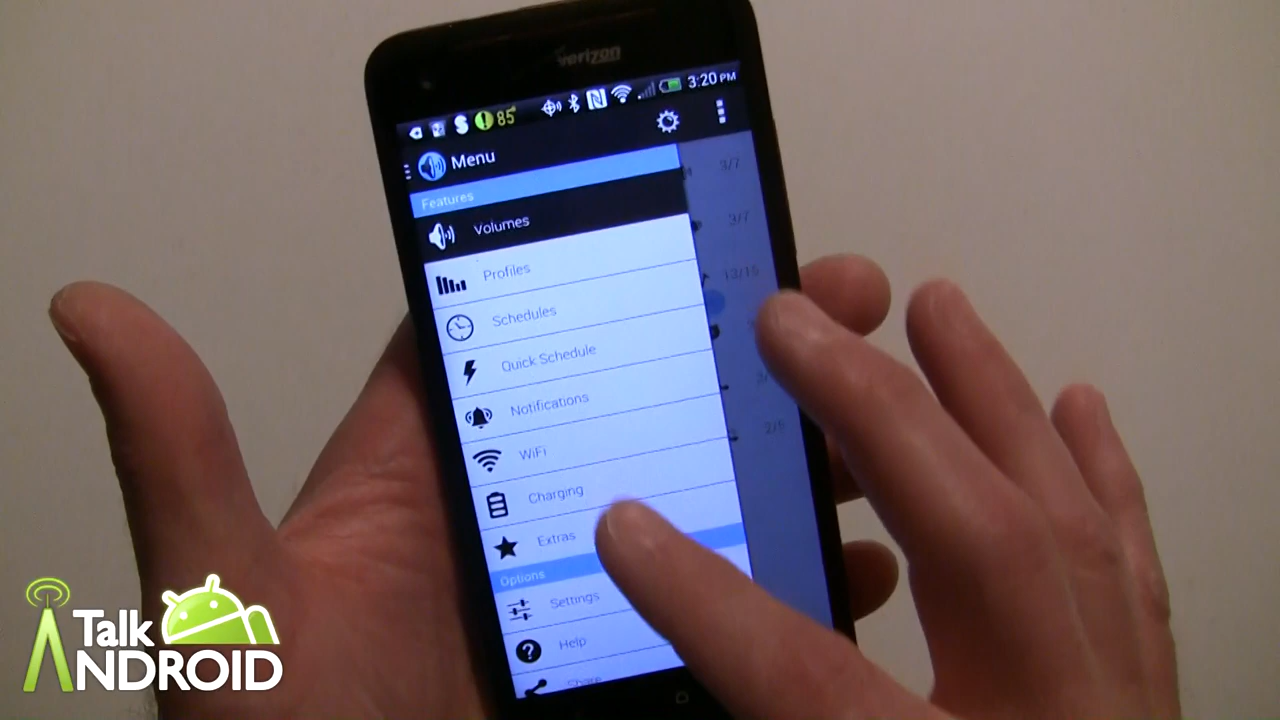 verizon
85°
3:20 PM
Menu
Features
Volumes
Profiles
Schedules
Quick Schedule
Notifications
WiFi
Charging
Extras
Options
Settings
Help
Share
3/7
3/7
13/15
Talk
ANDROID